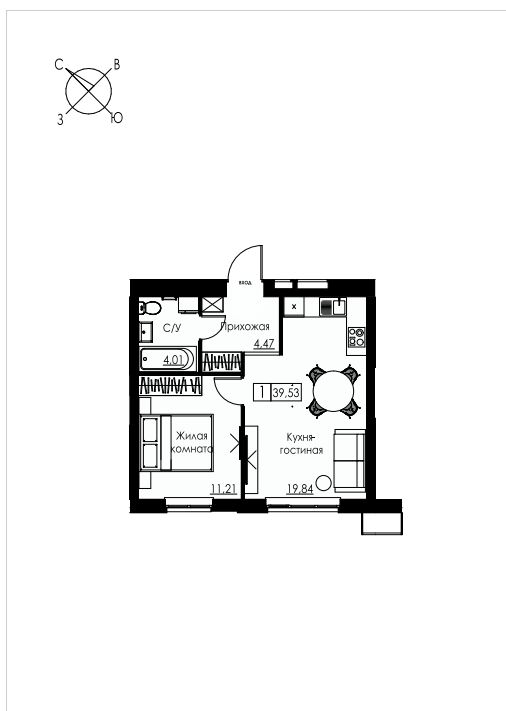 С В
З Ю
вход
х
С/У
Прихожая
4.47
4.01
1 39,53
Жилая
комната
Кухня-
гостиная
11.21
19.84